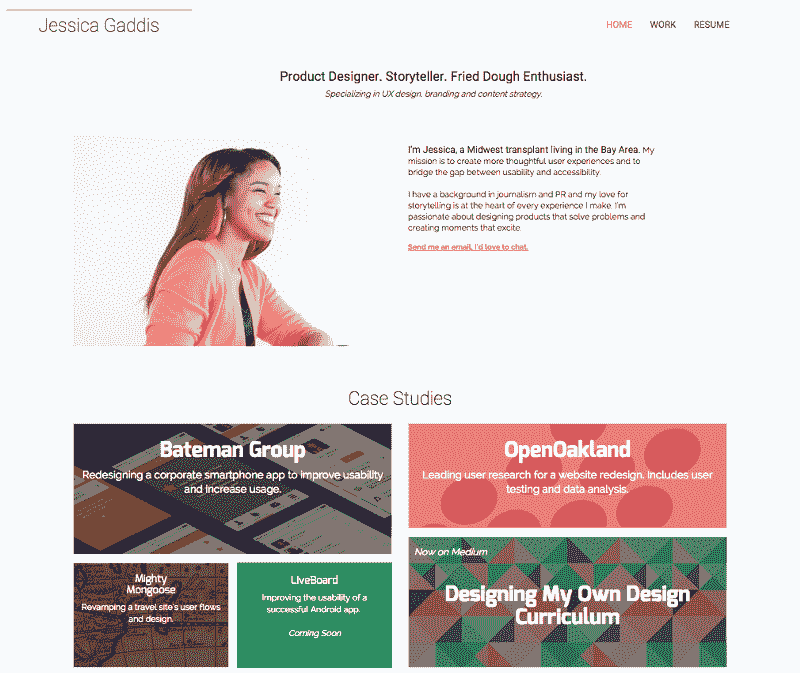 Jessica Gaddis
HOME WORK RESUME
Product Designer. Storyteller. Fried Dough Enthusiast.
Specializing in UX design, branding and content strategy.
I'm Jessica, a Midwest transplant living in the Bay Area. My
mission is to create more thoughtful user experiences and to
bridge the gap between usability and accessibility.
I have a background in journalism and PR and my love for
storytelling is at the heart of every experience I make. I'm
passionate about designing products that solve problems and
creating moments that excite.
Send me an email, I'd love to chat.
Case Studies
Bateman Group
Redesigning a corporate smartphone app to improve usability
and increase usage.
OpenOakland
Leading user research for a website redesign. Includes user
testing and data analysis.
Mighty
Mongoose
Revamping a travel site's user flows
and design.
LiveBoard
Improving the usability of a
successful Android app.
Coming Soon
Now on Medium
Designing My Own Design
Curriculum